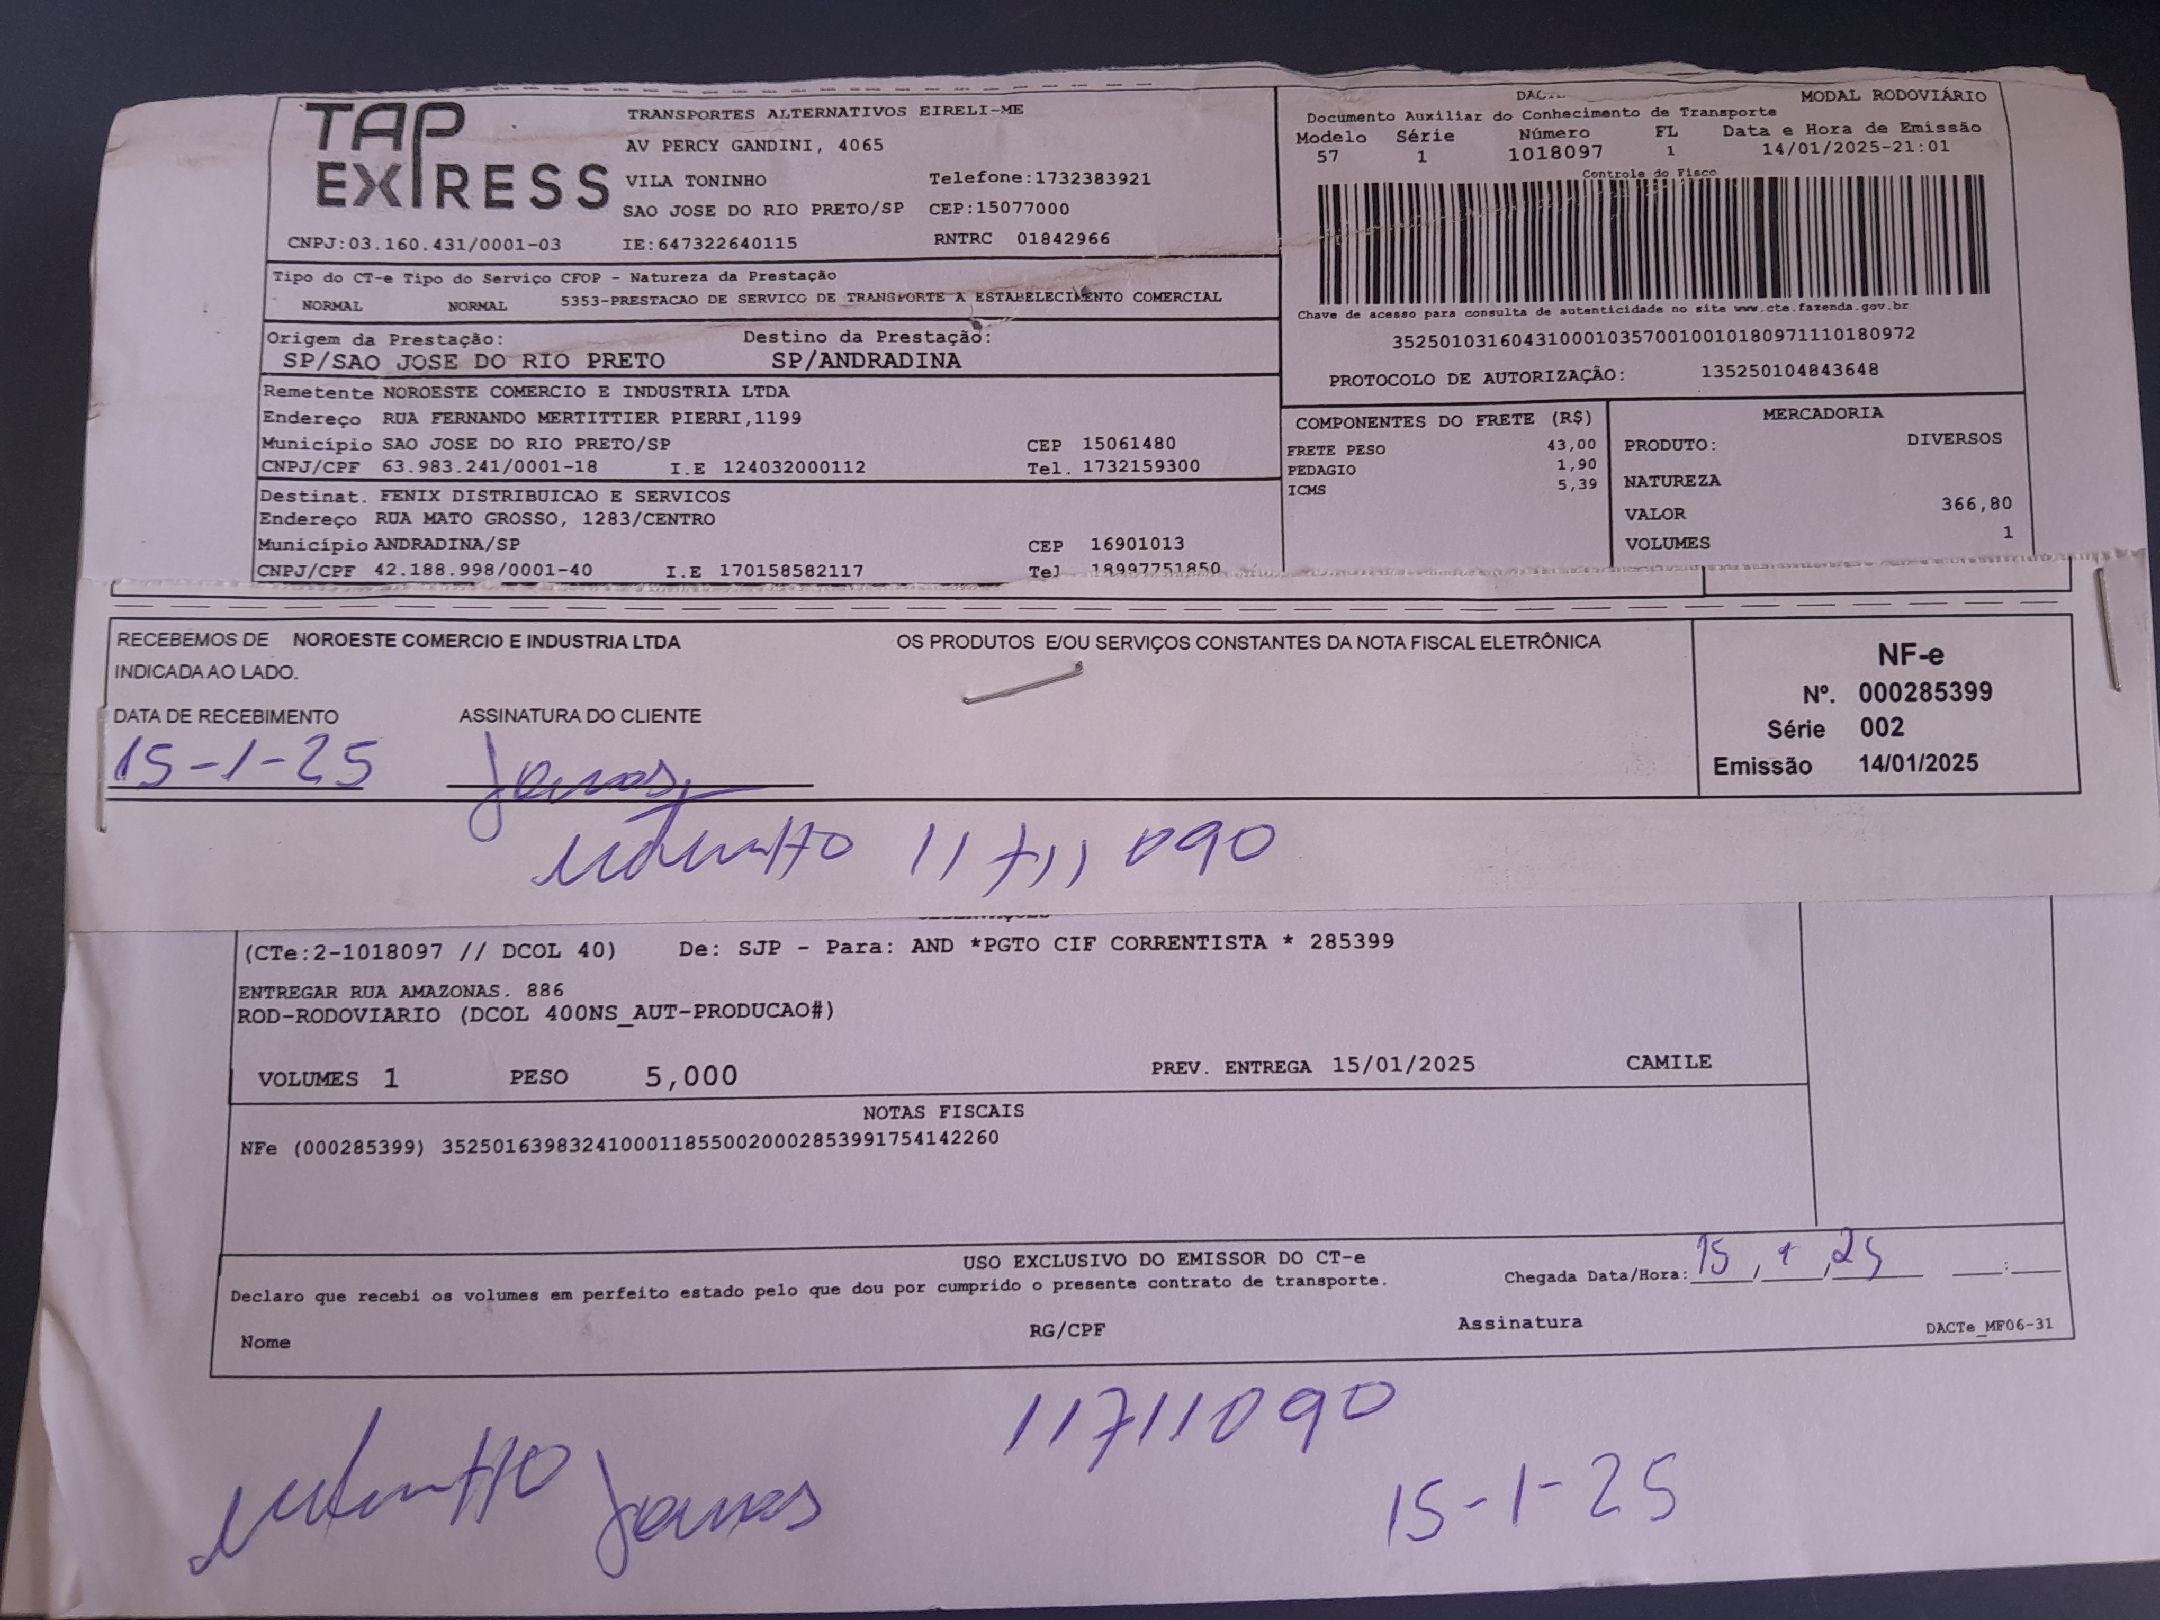 TAP EXPRESS
TRANSPORTES ALTERNATIVOS EIRELI-ME
AV PERCY GANDINI, 4065
VILA TONINHO Telefone:1732383921
SAO JOSE DO RIO PRETO/SP CEP:15077000
CNPJ:03.160.431/0001-03 IE:647322640115 RNTRC 01842966
MODAL RODOVIÁRIO
Documento Auxiliar do Conhecimento de Transporte
Modelo Série Número FL Data e Hora de Emissão
57 1 1018097 1 14/01/2025-21:01
Controle do Fisco
Chave de acesso para consulta de autenticidade no site www.cte.fazenda.gov.br
35250103160431000103570010010180971110180972
PROTOCOLO DE AUTORIZAÇÃO: 135250104843648
Tipo do CT-e Tipo do Serviço CFOP - Natureza da Prestação
NORMAL NORMAL 5353-PRESTACAO DE SERVICO DE TRANSPORTE A ESTABELECIMENTO COMERCIAL
Origem da Prestação: Destino da Prestação:
SP/SAO JOSE DO RIO PRETO SP/ANDRADINA
Remetente NOROESTE COMERCIO E INDUSTRIA LTDA
Endereço RUA FERNANDO MERTITTIER PIERRI,1199
Município SAO JOSE DO RIO PRETO/SP CEP 15061480
CNPJ/CPF 63.983.241/0001-18 I.E 124032000112 Tel. 1732159300
Destinat. FENIX DISTRIBUICAO E SERVICOS
Endereço RUA MATO GROSSO, 1283/CENTRO
Município ANDRADINA/SP CEP 16901013
CNPJ/CPF 42.188.998/0001-40 I.E 170158582117 Tel 18997751850
COMPONENTES DO FRETE (R$)
FRETE PESO 43,00
PEDAGIO 1,90
ICMS 5,39
MERCADORIA
PRODUTO: DIVERSOS
NATUREZA
VALOR 366,80
VOLUMES 1
RECEBEMOS DE NOROESTE COMERCIO E INDUSTRIA LTDA OS PRODUTOS E/OU SERVIÇOS CONSTANTES DA NOTA FISCAL ELETRÔNICA
INDICADA AO LADO.
DATA DE RECEBIMENTO ASSINATURA DO CLIENTE
15-1-25
11711090
NF-e
Nº. 000285399
Série 002
Emissão 14/01/2025
(CTe:2-1018097 // DCOL 40) De: SJP - Para: AND *PGTO CIF CORRENTISTA * 285399
ENTREGAR RUA AMAZONAS. 886
ROD-RODOVIARIO (DCOL 400NS_AUT-PRODUCAO#)
VOLUMES 1 PESO 5,000 PREV. ENTREGA 15/01/2025 CAMILE
NOTAS FISCAIS
NFe (000285399) 35250163983241000118550020002853991754142260
USO EXCLUSIVO DO EMISSOR DO CT-e
Declaro que recebi os volumes em perfeito estado pelo que dou por cumprido o presente contrato de transporte.
Chegada Data/Hora: 15, 1, 25 :
Nome RG/CPF Assinatura DACTe_MF06-31
11711090
15-1-25